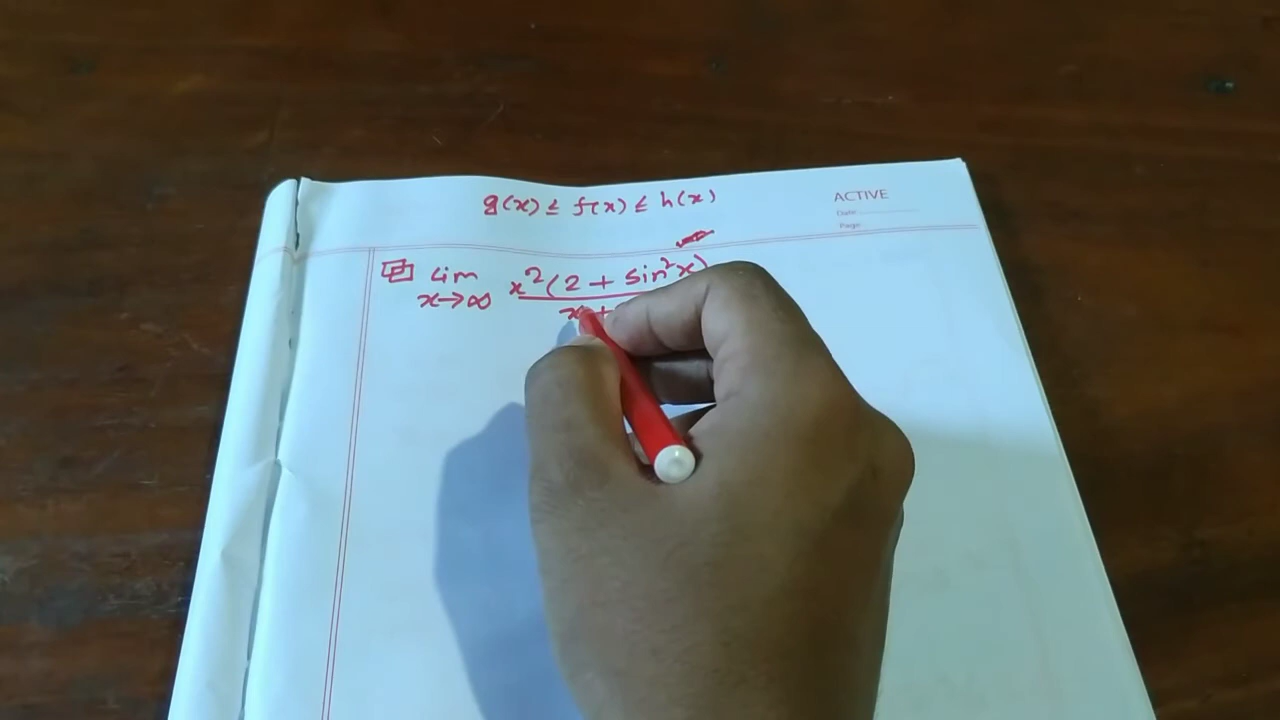 g(x) ≤ f(x) ≤ h(x)
ACTIVE
Date
Page
lim x→∞ x²(2 + sin²x)
x +